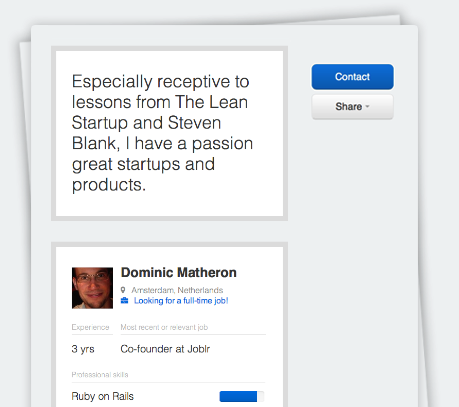 Especially receptive to
lessons from The Lean
Startup and Steven
Blank, I have a passion
great startups and
products.
Contact
Share
Dominic Matheron
Amsterdam, Netherlands
Looking for a full-time job!
Experience Most recent or relevant job
3 yrs Co-founder at Joblr
Professional skills
Ruby on Rails